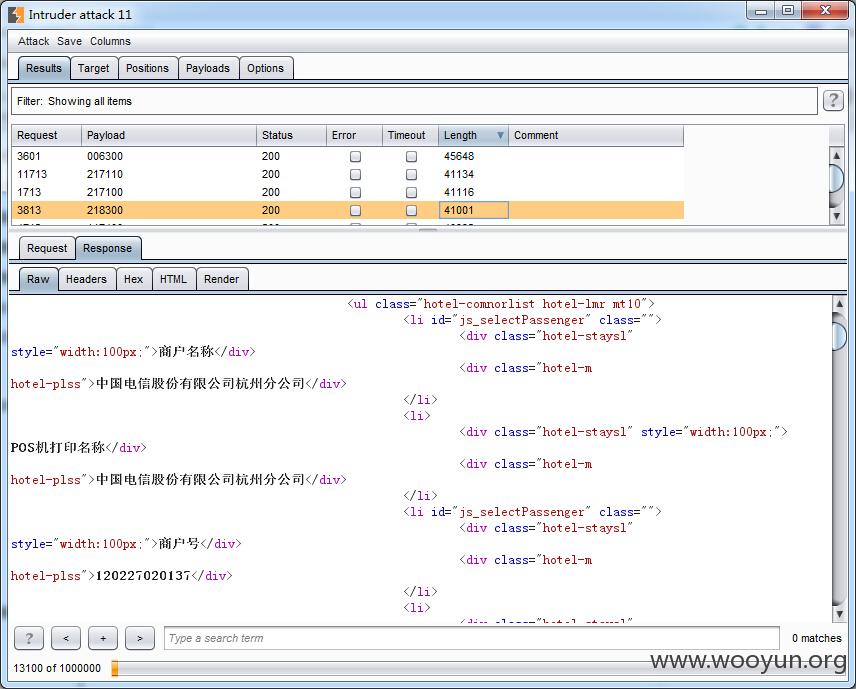 Intruder attack 11
Attack Save Columns
Results Target Positions Payloads Options
Filter: Showing all items ?
Request Payload Status Error Timeout Length Comment
3601 006300 200 45648
11713 217110 200 41134
1713 217100 200 41116
3813 218300 200 41001
Request Response
Raw Headers Hex HTML Render
<ul class="hotel-comnorlist hotel-lmr mt10">
<li id="js_selectPassenger" class="">
<div class="hotel-staysl"
style="width:100px;">商户名称</div>
<div class="hotel-m
hotel-plss">中国电信股份有限公司杭州分公司</div>
</li>
<li>
<div class="hotel-staysl" style="width:100px;">
POS机打印名称</div>
<div class="hotel-m
hotel-plss">中国电信股份有限公司杭州分公司</div>
</li>
<li id="js_selectPassenger" class="">
<div class="hotel-staysl"
style="width:100px;">商户号</div>
<div class="hotel-m
hotel-plss">120227020137</div>
</li>
<li>
? < + > Type a search term 0 matches
13100 of 1000000
www.wooyun.org